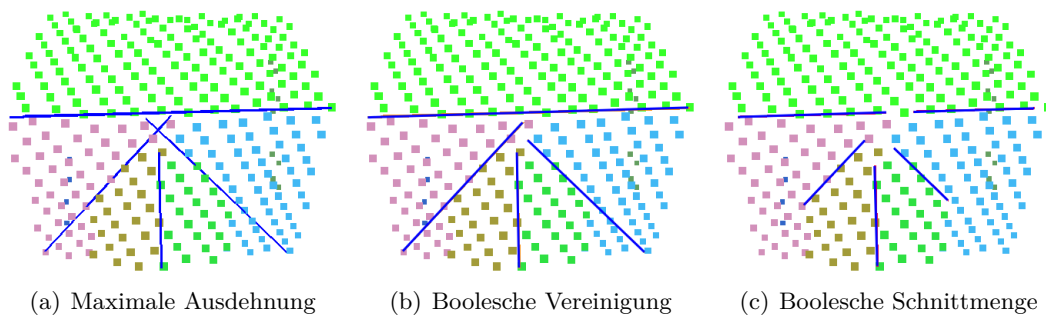 (a) Maximale Ausdehnung
(b) Boolesche Vereinigung
(c) Boolesche Schnittmenge